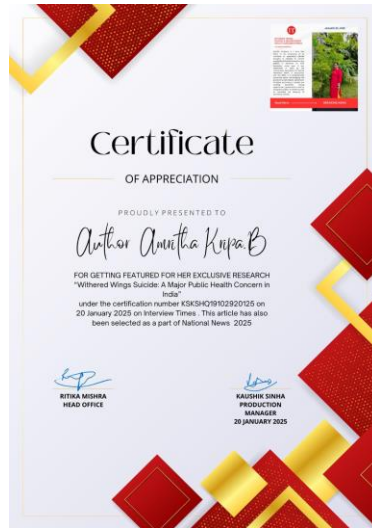 Certificate
OF APPRECIATION
PROUDLY PRESENTED TO
Author Amritha Kripa.B
FOR GETTING FEATURED FOR HER EXCLUSIVE RESEARCH
"Withered Wings Suicide: A Major Public Health Concern in
India"
under the certification number KSKSHQ19102920125 on
20 January 2025 on Interview Times . This article has also
been selected as a part of National News 2025
RITIKA MISHRA
HEAD OFFICE
KAUSHIK SINHA
PRODUCTION
MANAGER
20 JANUARY 2025